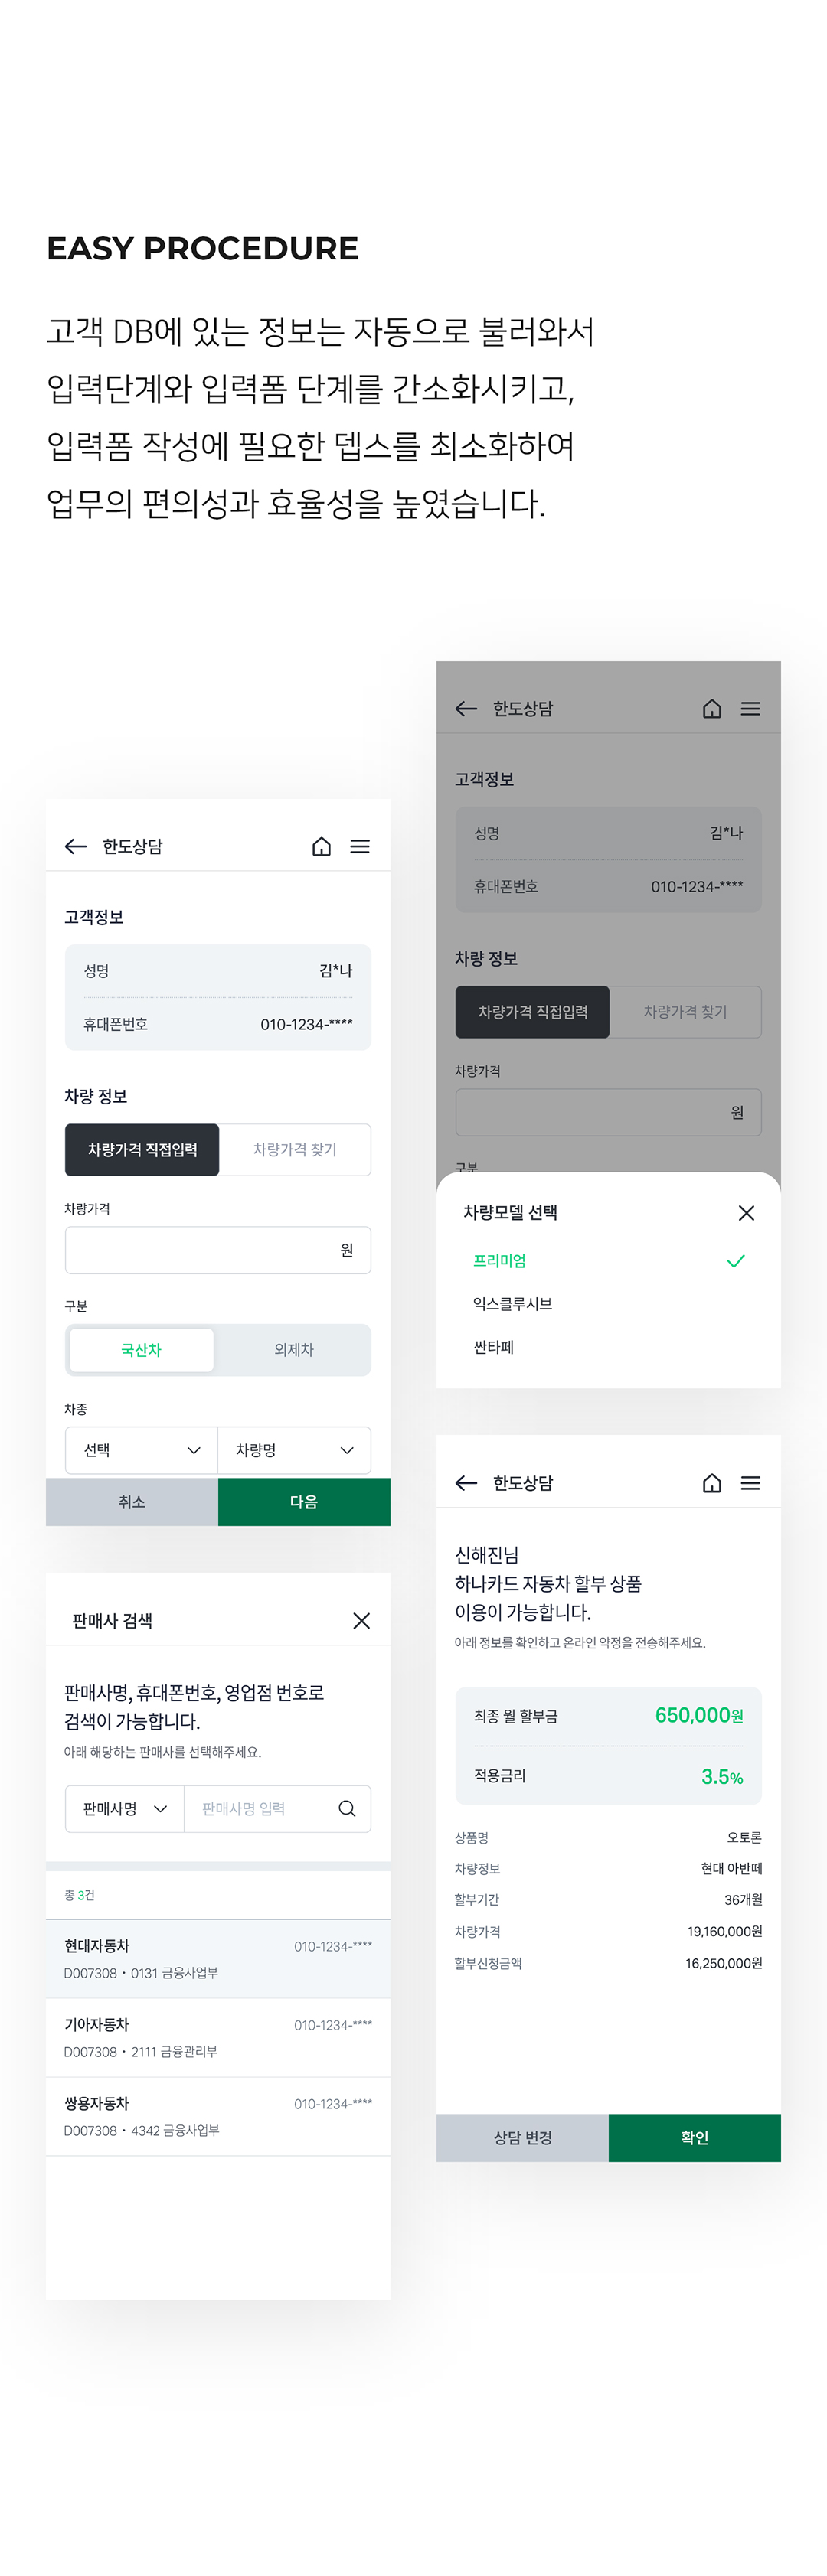 EASY PROCEDURE
고객 DB에 있는 정보는 자동으로 불러와서
입력단계와 입력폼 단계를 간소화시키고,
입력폼 작성에 필요한 뎁스를 최소화하여
업무의 편의성과 효율성을 높였습니다.
한도상담
고객정보
성명 김*나
휴대폰번호 010-1234-****
차량 정보
차량가격 직접입력 차량가격 찾기
차량가격
원
구분
국산차 외제차
차종
선택 차량명
취소 다음
판매사 검색
판매사명, 휴대폰번호, 영업점 번호로
검색이 가능합니다.
아래 해당하는 판매사를 선택해주세요.
판매사명 판매사명 입력
총 3건
현대자동차 010-1234-****
D007308 • 0131 금융사업부
기아자동차 010-1234-****
D007308 • 2111 금융관리부
쌍용자동차 010-1234-****
D007308 • 4342 금융사업부
한도상담
고객정보
성명 김*나
휴대폰번호 010-1234-****
차량 정보
차량가격 직접입력 차량가격 찾기
차량가격
원
구분
차량모델 선택
프리미엄
익스클루시브
싼타페
한도상담
신해진님
하나카드 자동차 할부 상품
이용이 가능합니다.
아래 정보를 확인하고 온라인 약정을 전송해주세요.
최종 월 할부금 650,000원
적용금리 3.5%
상품명 오토론
차량정보 현대 아반떼
할부기간 36개월
차량가격 19,160,000원
할부신청금액 16,250,000원
상담 변경 확인